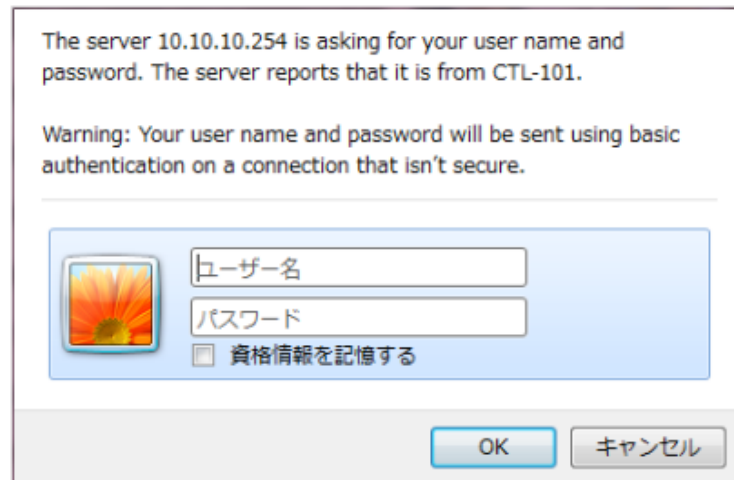 The server 10.10.10.254 is asking for your user name and
password. The server reports that it is from CTL-101.
Warning: Your user name and password will be sent using basic
authentication on a connection that isn't secure.
ユーザー名
パスワード
資格情報を記憶する
OK
キャンセル